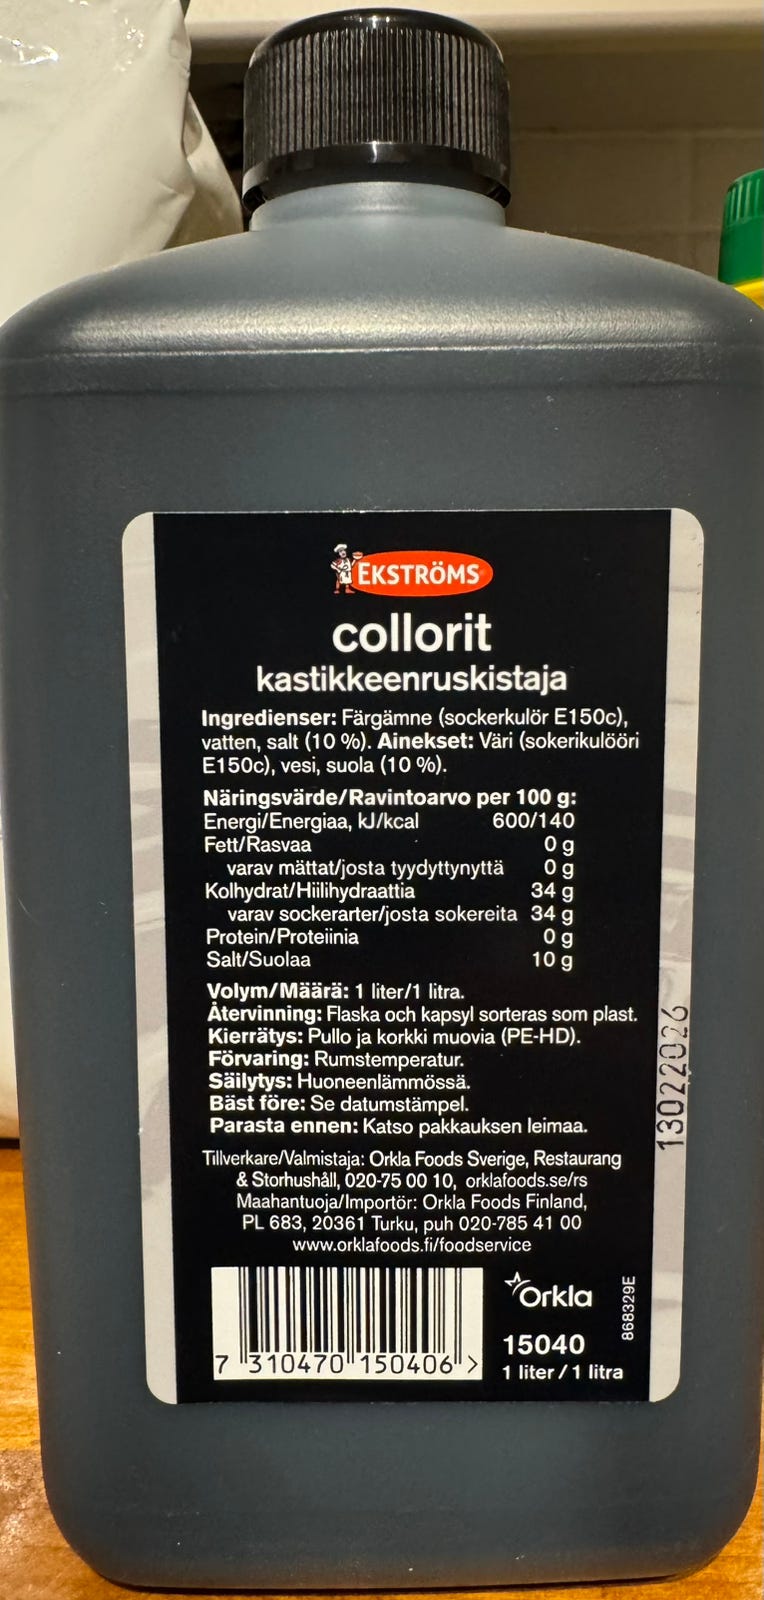 EKSTRÖMS
collorit
kastikkeenruskistaja
Ingredienser: Färgämne (sockerkulör E150c),
vatten, salt (10 %). Ainekset: Väri (sokerikulööri
E150c), vesi, suola (10 %).
Näringsvärde/Ravintoarvo per 100 g:
Energi/Energiaa, kJ/kcal 600/140
Fett/Rasvaa 0 g
varav mättat/josta tyydyttynyttä 0 g
Kolhydrat/Hiilihydraattia 34 g
varav sockerarter/josta sokereita 34 g
Protein/Proteiinia 0 g
Salt/Suolaa 10 g
Volym/Määrä: 1 liter/1 litra.
Återvinning: Flaska och kapsyl sorteras som plast.
Kierrätys: Pullo ja korkki muovia (PE-HD).
Förvaring: Rumstemperatur.
Säilytys: Huoneenlämmössä.
Bäst före: Se datumstämpel.
Parasta ennen: Katso pakkauksen leimaa.
13022026
Tillverkare/Valmistaja: Orkla Foods Sverige, Restaurang
& Storhushåll, 020-75 00 10, orklafoods.se/rs
Maahantuoja/Importör: Orkla Foods Finland,
PL 683, 20361 Turku, puh 020-785 41 00
www.orklafoods.fi/foodservice
7 310470 150406 >
Orkla
868329E
15040
1 liter / 1 litra